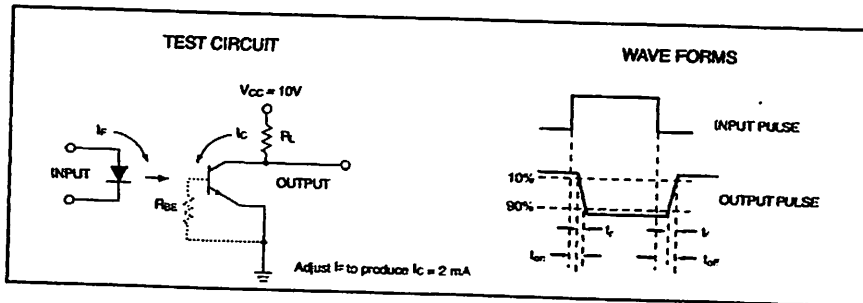 TEST CIRCUIT
WAVE FORMS
VCC = 10V
IF
IC
RL
INPUT
OUTPUT
RBE
Adjust IF to produce IC = 2 mA
INPUT PULSE
10%
OUTPUT PULSE
90%
tr
tf
ton
toff